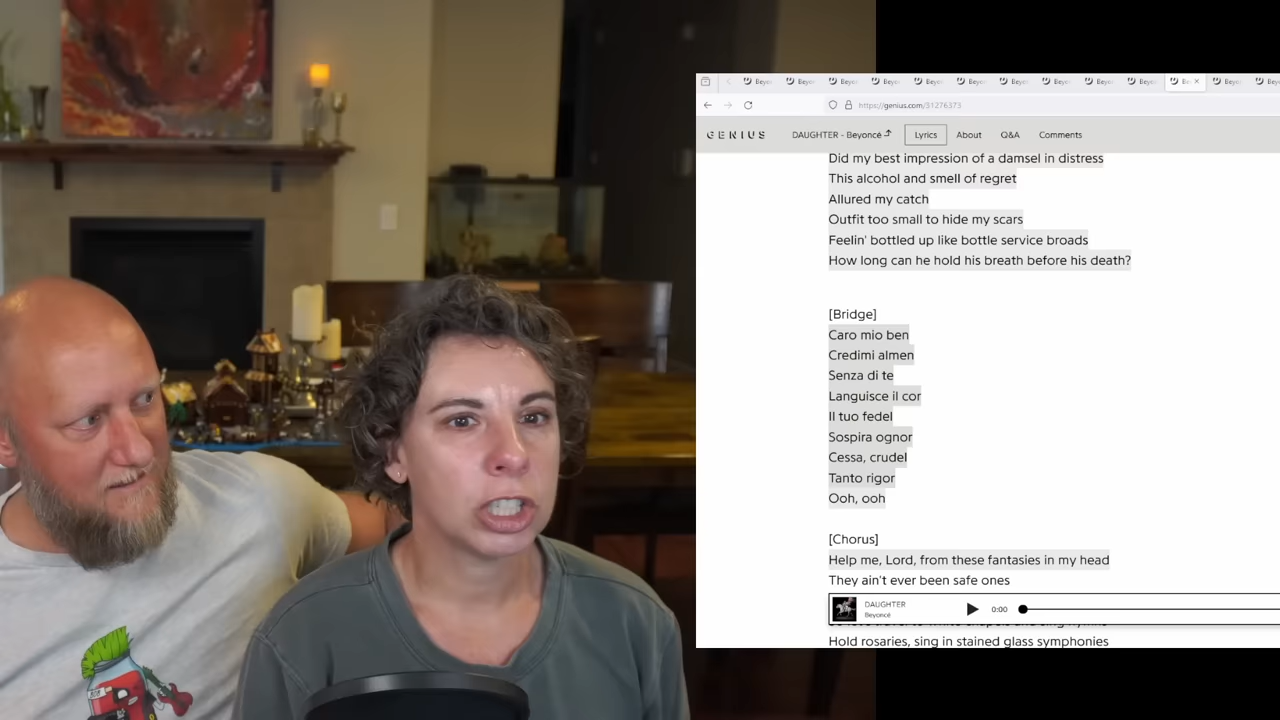 https://genius.com/31276373
GENIUS
DAUGHTER - Beyoncé
Lyrics
About
Q&A
Comments
Did my best impression of a damsel in distress
This alcohol and smell of regret
Allured my catch
Outfit too small to hide my scars
Feelin' bottled up like bottle service broads
How long can he hold his breath before his death?
[Bridge]
Caro mio ben
Credimi almen
Senza di te
Languisce il cor
Il tuo fedel
Sospira ognor
Cessa, crudel
Tanto rigor
Ooh, ooh
[Chorus]
Help me, Lord, from these fantasies in my head
They ain't ever been safe ones
DAUGHTER
Beyoncé
0:00
Hold rosaries, sing in stained glass symphonies